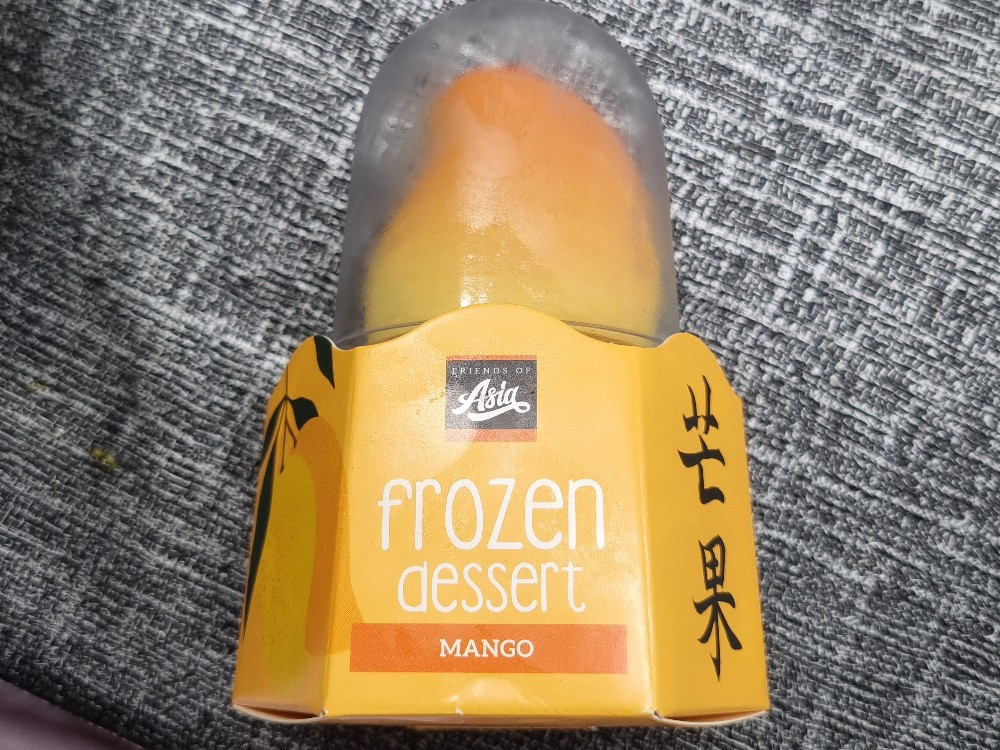 FRIENDS OF
Asia
frozen
dessert
MANGO
芒果